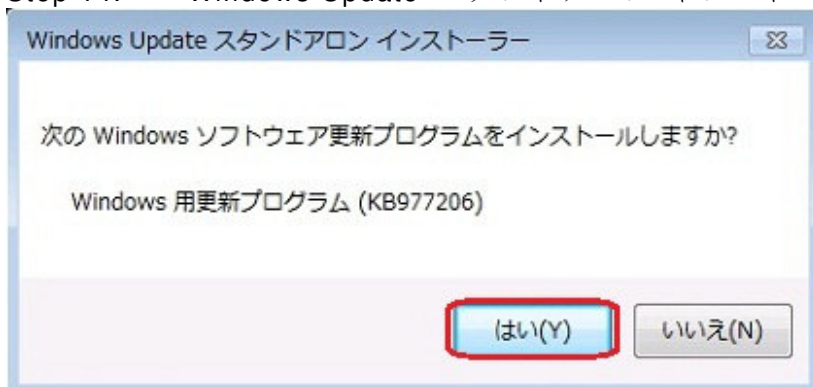 Windows Update スタンドアロン インストーラー
次の Windows ソフトウェア更新プログラムをインストールしますか?
Windows 用更新プログラム (KB977206)
はい(Y) いいえ(N)